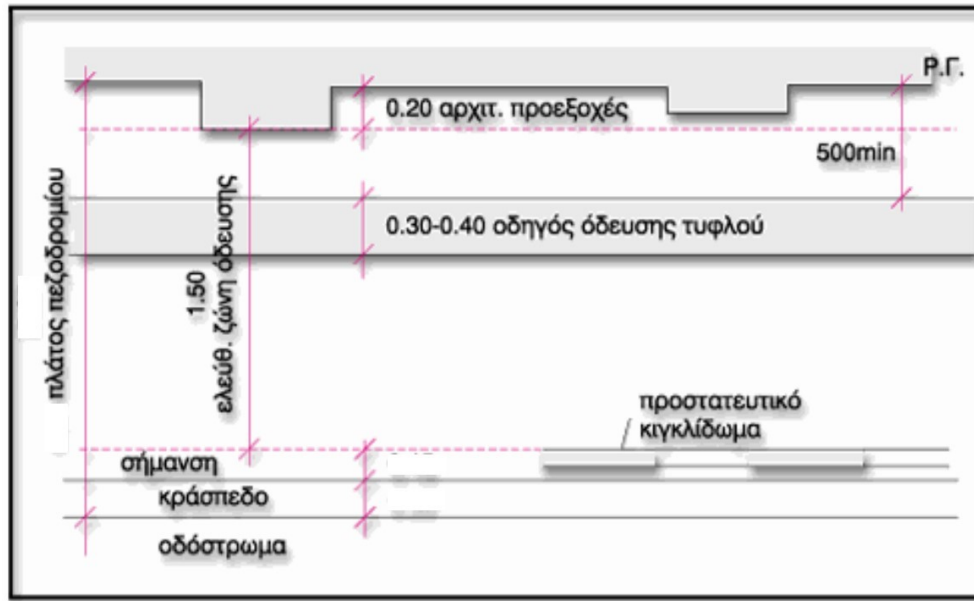 Ρ.Γ.
0.20 αρχιτ. προεξοχές
500min
0.30-0.40 οδηγός όδευσης τυφλού
πλάτος πεζοδρομίου
1.50
ελεύθ. ζώνη όδευσης
προστατευτικό
κιγκλίδωμα
σήμανση
κράσπεδο
οδόστρωμα